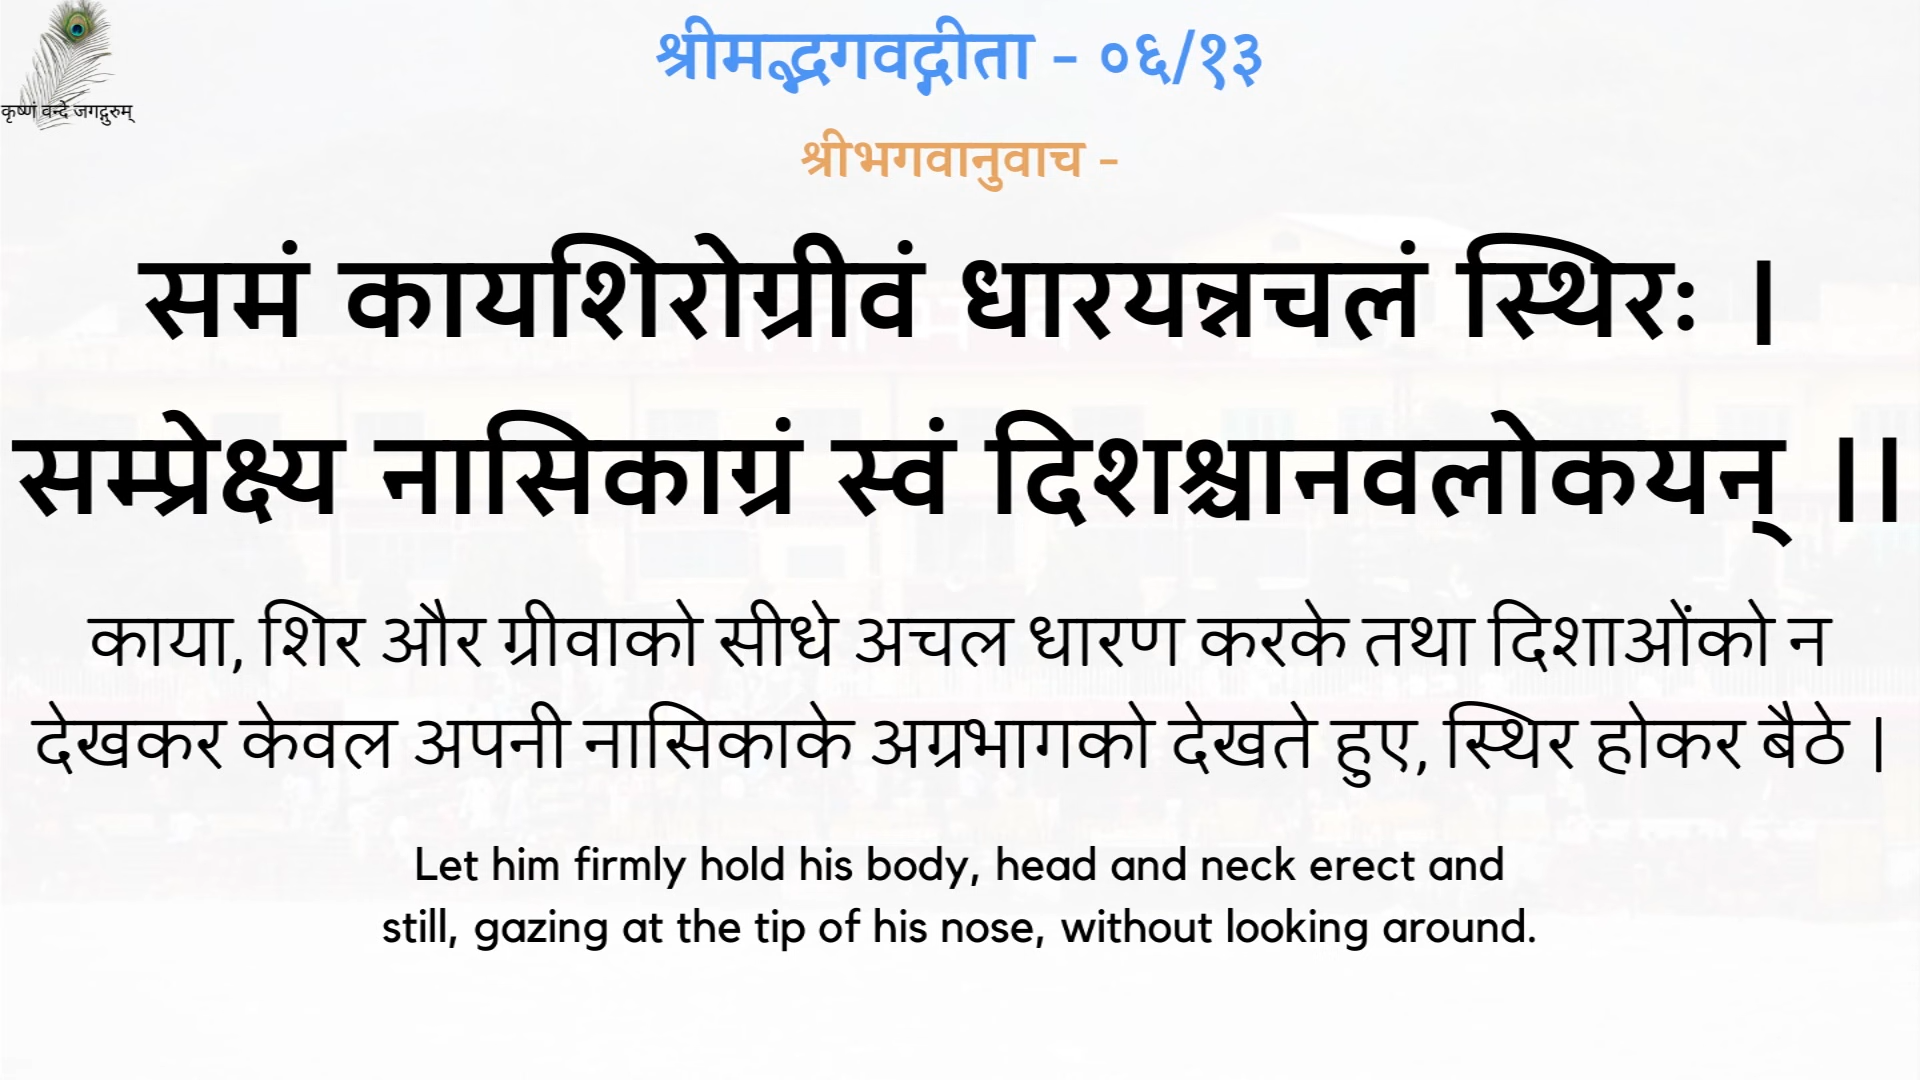 कृष्णं वन्दे जगद्गुरुम्
श्रीमद्भगवद्गीता - ०६/१३
श्रीभगवानुवाच -
समं कायशिरोग्रीवं धारयन्नचलं स्थिरः |
सम्प्रेक्ष्य नासिकाग्रं स्वं दिशश्चानवलोकयन् ||
काया, शिर और ग्रीवाको सीधे अचल धारण करके तथा दिशाओंको न
देखकर केवल अपनी नासिकाके अग्रभागको देखते हुए, स्थिर होकर बैठे |
Let him firmly hold his body, head and neck erect and
still, gazing at the tip of his nose, without looking around.